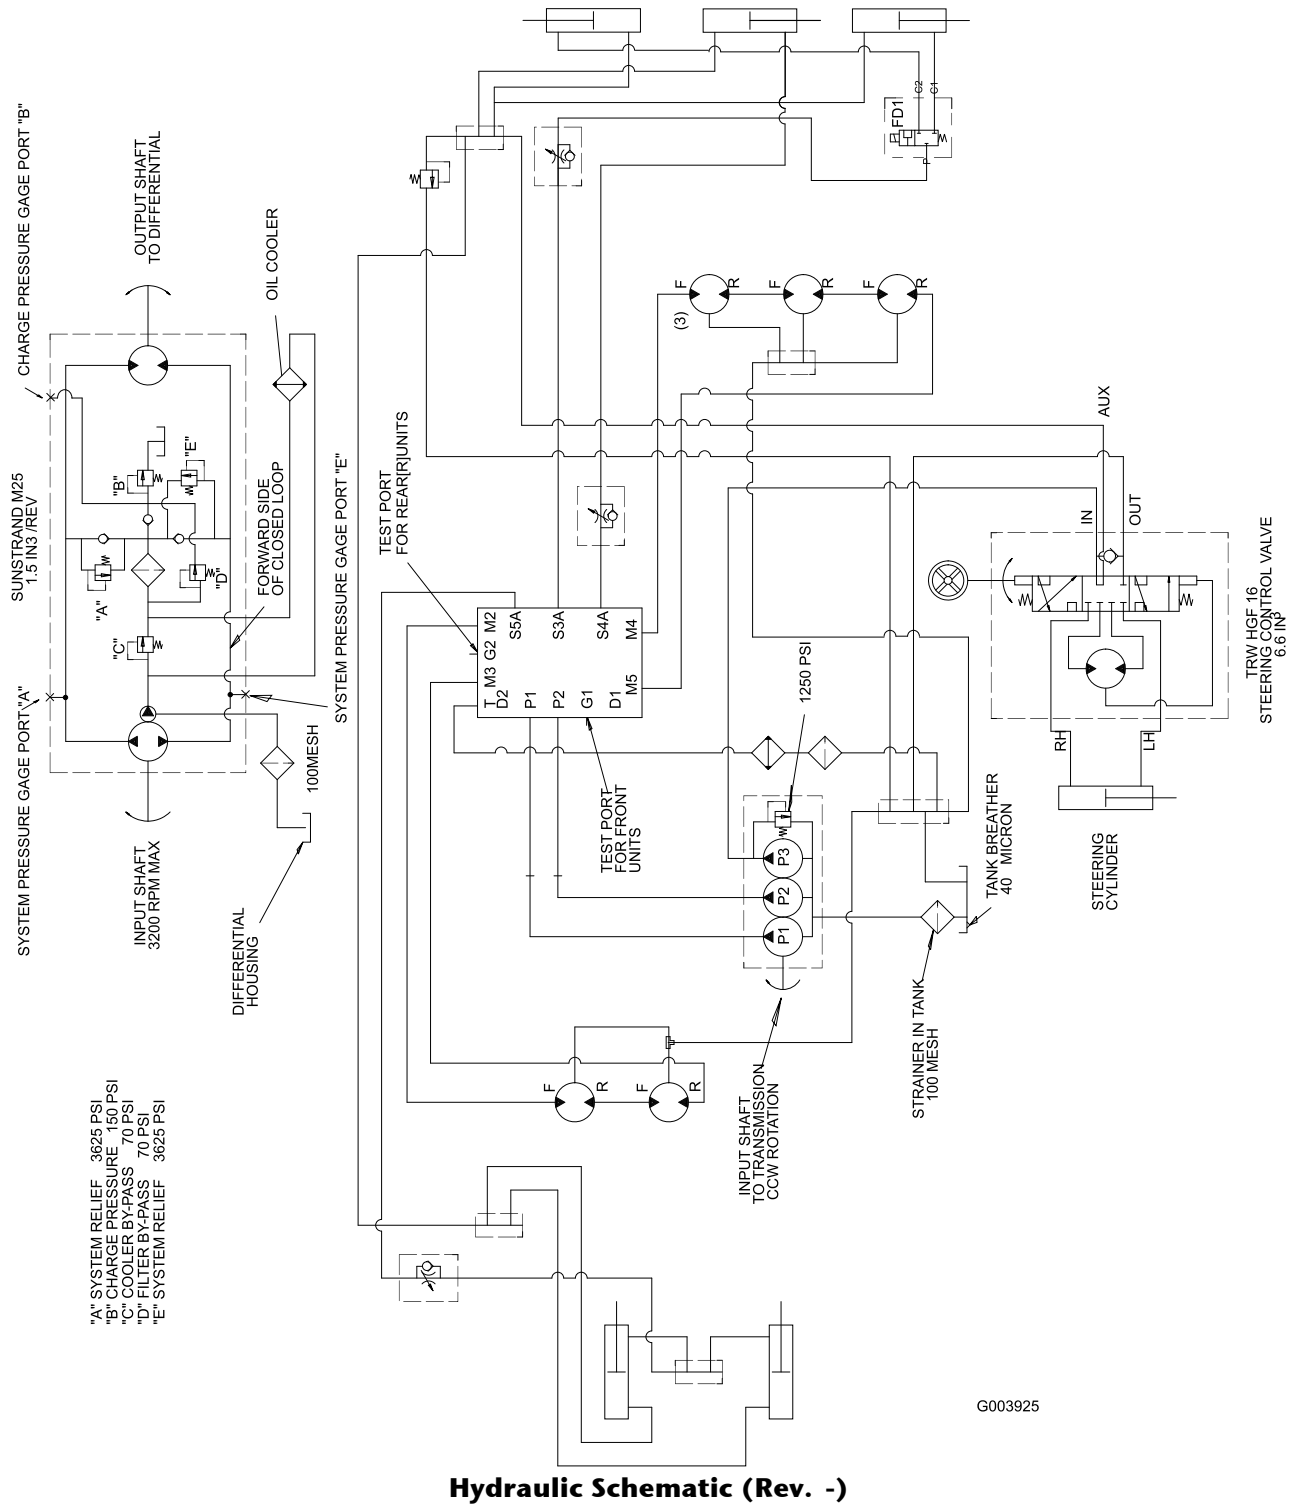 CHARGE PRESSURE GAGE PORT "B"
OUTPUT SHAFT
TO DIFFERENTIAL
OIL COOLER
SUNSTRAND M25
1.5 IN3 /REV
"B"
"E"
"A"
"D"
"C"
FORWARD SIDE
OF CLOSED LOOP
SYSTEM PRESSURE GAGE PORT "E"
SYSTEM PRESSURE GAGE PORT "A"
INPUT SHAFT
3200 RPM MAX
100MESH
DIFFERENTIAL
HOUSING
"A" SYSTEM RELIEF 3625 PSI
"B" CHARGE PRESSURE 150 PSI
"C" COOLER BY-PASS 70 PSI
"D" FILTER BY-PASS 70 PSI
"E" SYSTEM RELIEF 3625 PSI
TEST PORT
FOR REAR[R]UNITS
M2
G2
M3
T
D2
S5A
S3A
S4A
P1
P2
G1
D1
M4
M5
TEST PORT
FOR FRONT
UNITS
1250 PSI
P3
P2
P1
INPUT SHAFT
TO TRANSMISSION
CCW ROTATION
F
R
F
R
FD1
C2
C1
P
(3)
F
R
F
R
F
R
AUX
IN
OUT
TRW HGF 16
STEERING CONTROL VALVE
6.6 IN3
RH
LH
STEERING
CYLINDER
TANK BREATHER
40 MICRON
STRAINER IN TANK
100 MESH
G003925
Hydraulic Schematic (Rev. -)